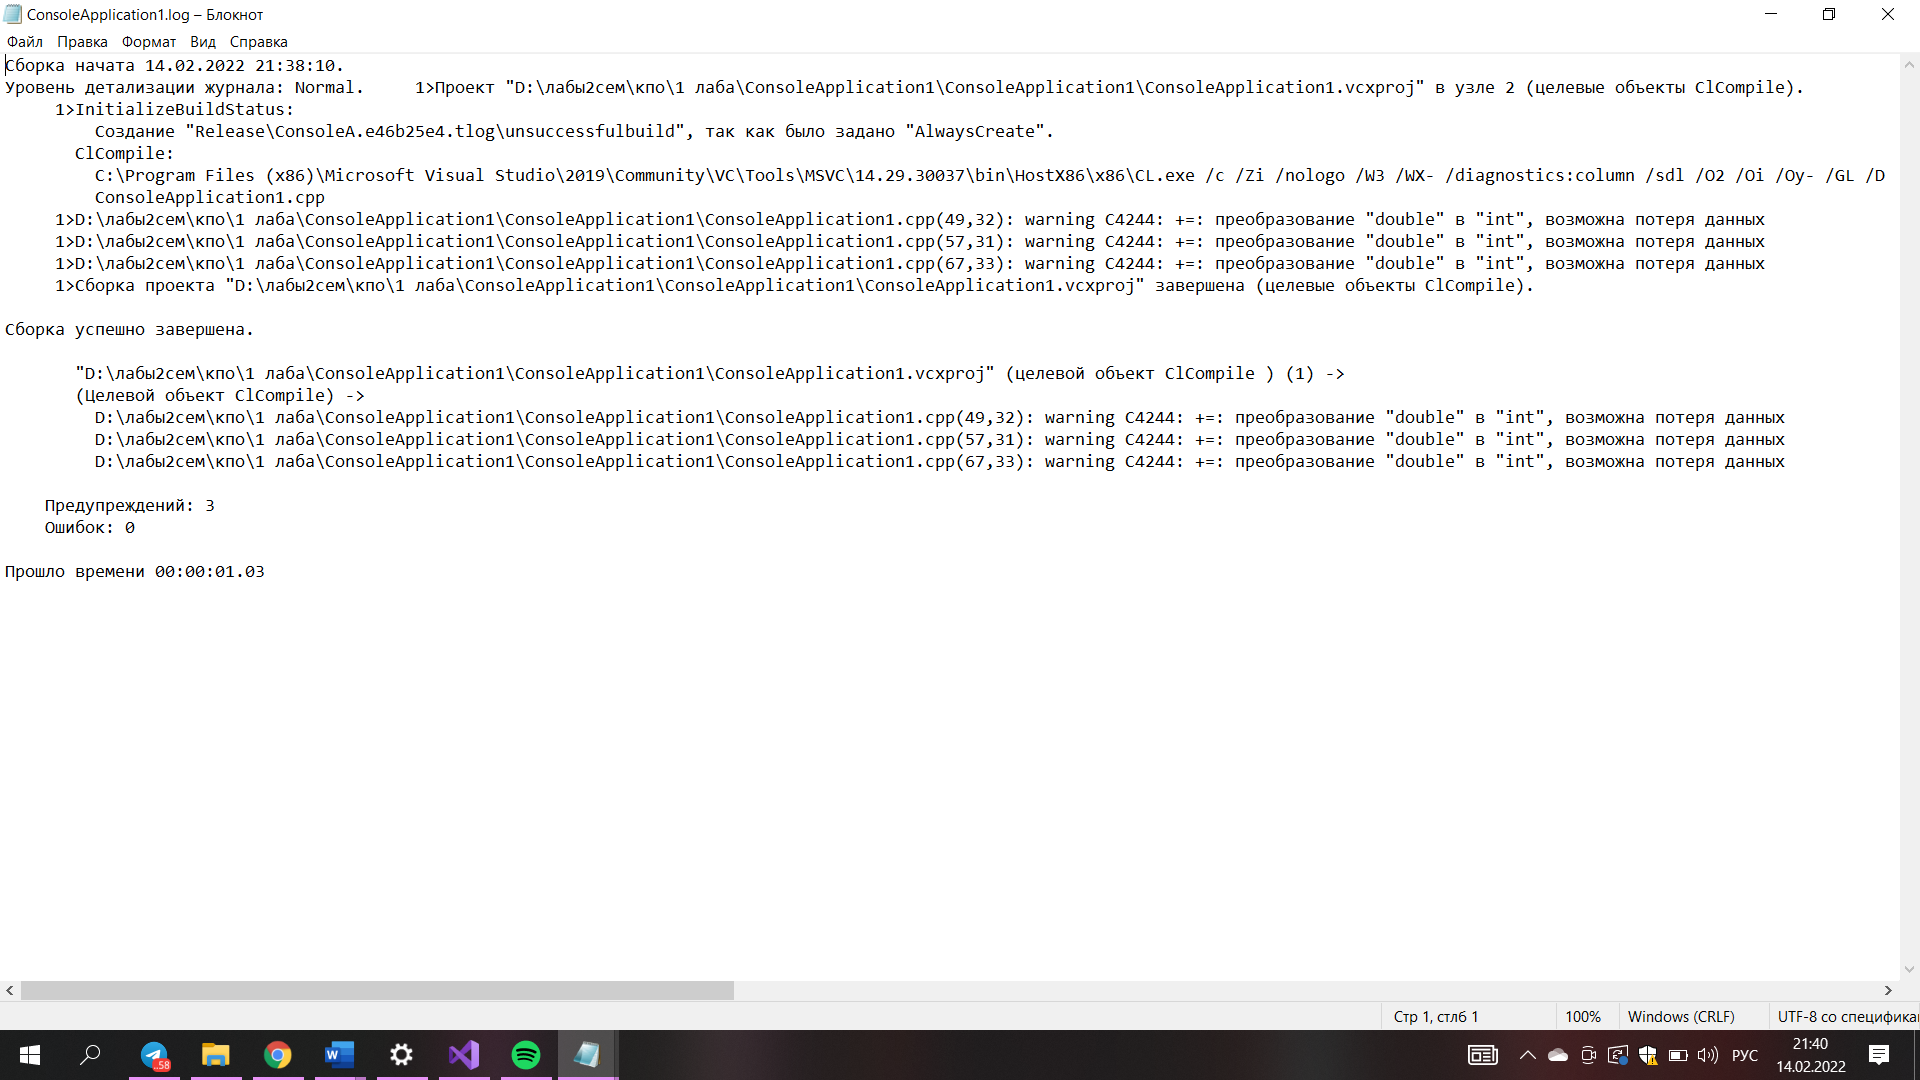 ConsoleApplication1.log – Блокнот
Файл Правка Формат Вид Справка
Сборка начата 14.02.2022 21:38:10.
Уровень детализации журнала: Normal.     1>Проект "D:\лабы2сем\кпо\1 лаба\ConsoleApplication1\ConsoleApplication1\ConsoleApplication1.vcxproj" в узле 2 (целевые объекты ClCompile).
1>InitializeBuildStatus:
Создание "Release\ConsoleA.e46b25e4.tlog\unsuccessfulbuild", так как было задано "AlwaysCreate".
ClCompile:
C:\Program Files (x86)\Microsoft Visual Studio\2019\Community\VC\Tools\MSVC\14.29.30037\bin\HostX86\x86\CL.exe /c /Zi /nologo /W3 /WX- /diagnostics:column /sdl /O2 /Oi /Oy- /GL /D
ConsoleApplication1.cpp
1>D:\лабы2сем\кпо\1 лаба\ConsoleApplication1\ConsoleApplication1\ConsoleApplication1.cpp(49,32): warning C4244: +=: преобразование "double" в "int", возможна потеря данных
1>D:\лабы2сем\кпо\1 лаба\ConsoleApplication1\ConsoleApplication1\ConsoleApplication1.cpp(57,31): warning C4244: +=: преобразование "double" в "int", возможна потеря данных
1>D:\лабы2сем\кпо\1 лаба\ConsoleApplication1\ConsoleApplication1\ConsoleApplication1.cpp(67,33): warning C4244: +=: преобразование "double" в "int", возможна потеря данных
1>Сборка проекта "D:\лабы2сем\кпо\1 лаба\ConsoleApplication1\ConsoleApplication1\ConsoleApplication1.vcxproj" завершена (целевые объекты ClCompile).
Сборка успешно завершена.
"D:\лабы2сем\кпо\1 лаба\ConsoleApplication1\ConsoleApplication1\ConsoleApplication1.vcxproj" (целевой объект ClCompile ) (1) ->
(Целевой объект ClCompile) ->
D:\лабы2сем\кпо\1 лаба\ConsoleApplication1\ConsoleApplication1\ConsoleApplication1.cpp(49,32): warning C4244: +=: преобразование "double" в "int", возможна потеря данных
D:\лабы2сем\кпо\1 лаба\ConsoleApplication1\ConsoleApplication1\ConsoleApplication1.cpp(57,31): warning C4244: +=: преобразование "double" в "int", возможна потеря данных
D:\лабы2сем\кпо\1 лаба\ConsoleApplication1\ConsoleApplication1\ConsoleApplication1.cpp(67,33): warning C4244: +=: преобразование "double" в "int", возможна потеря данных
Предупреждений: 3
Ошибок: 0
Прошло времени 00:00:01.03
Стр 1, стлб 1 100% Windows (CRLF) UTF-8 со специфика
.58
РУС
21:40
14.02.2022